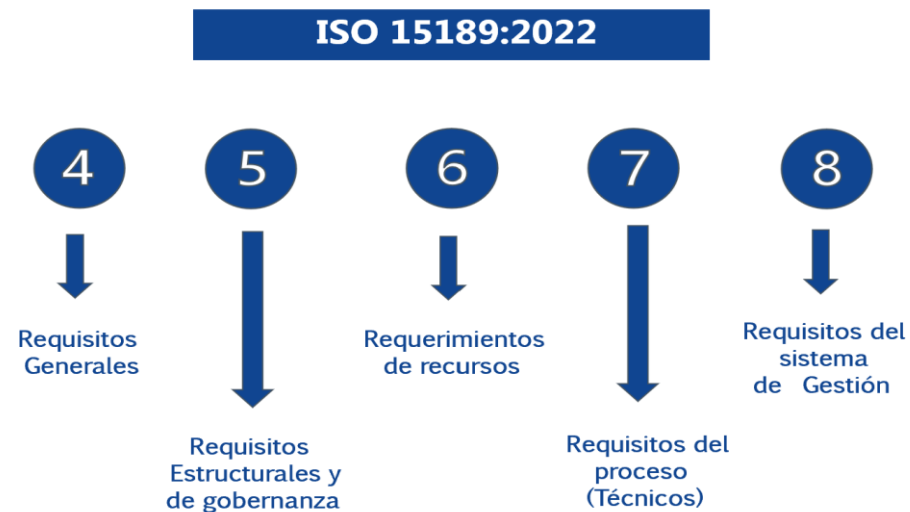 ISO 15189:2022
4
5
6
7
8
Requisitos
Generales
Requisitos
Estructurales y
de gobernanza
Requerimientos
de recursos
Requisitos del
proceso
(Técnicos)
Requisitos del
sistema
de Gestión